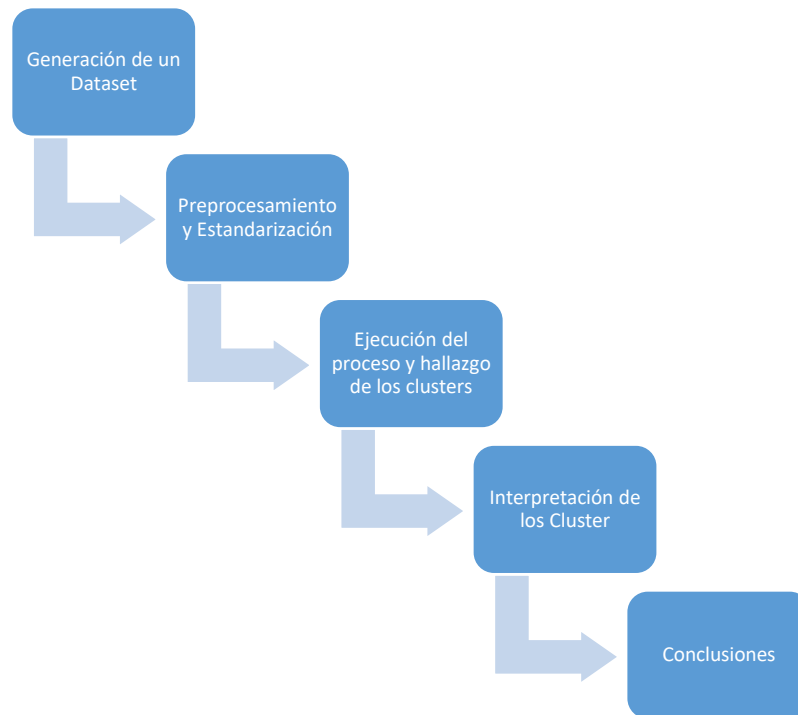 Generación de un
Dataset
Preprocesamiento
y Estandarización
Ejecución del
proceso y hallazgo
de los clusters
Interpretación de
los Cluster
Conclusiones